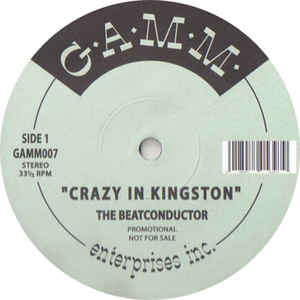 G.A.M.M.
SIDE 1
GAMM007
STEREO
33⅓ RPM
"CRAZY IN KINGSTON"
THE BEATCONDUCTOR
PROMOTIONAL
NOT FOR SALE
enterprises inc.